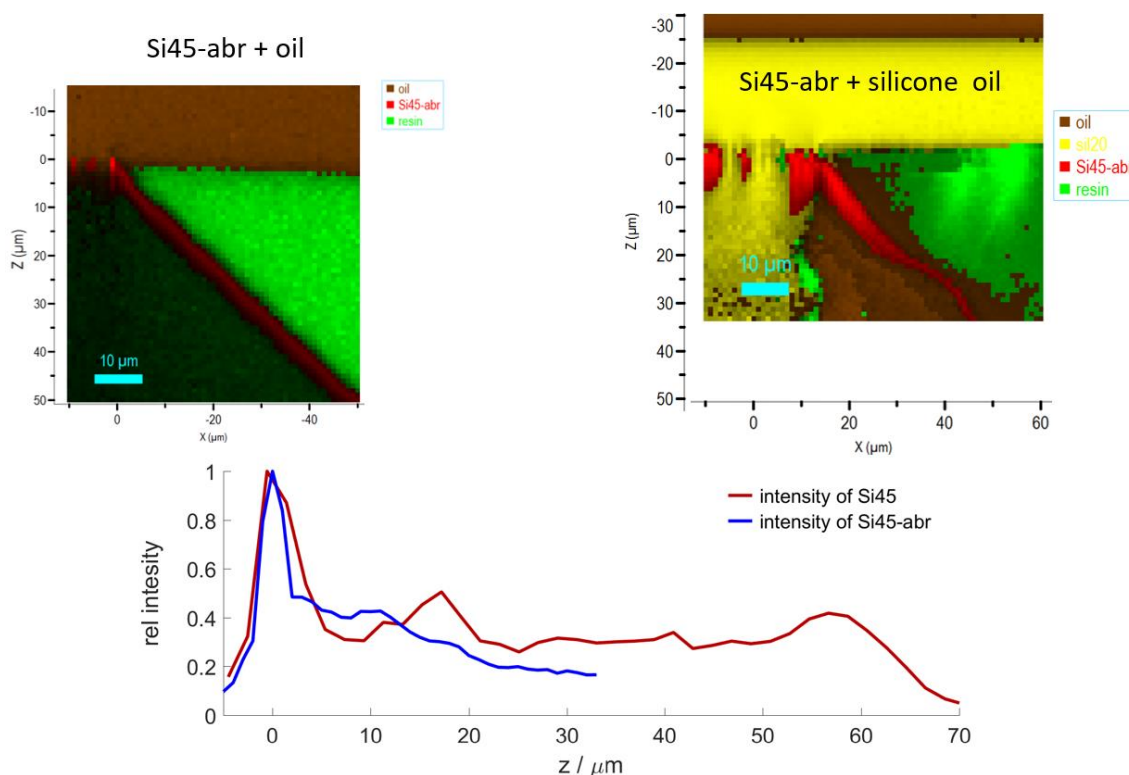 Si45-abr + oil
oil
Si45-abr
resin
-10
0
10
20
30
40
50
Z (µm)
10 µm
0
-20
-40
X (µm)
Si45-abr + silicone oil
oil
sil20
Si45-abr
resin
-30
-20
-10
0
10
20
30
40
50
Z (µm)
10 µm
0
20
40
60
X (µm)
intensity of Si45
intensity of Si45-abr
1
0.8
0.6
0.4
0.2
0
rel intesity
0
10
20
30
40
50
60
70
z / µm